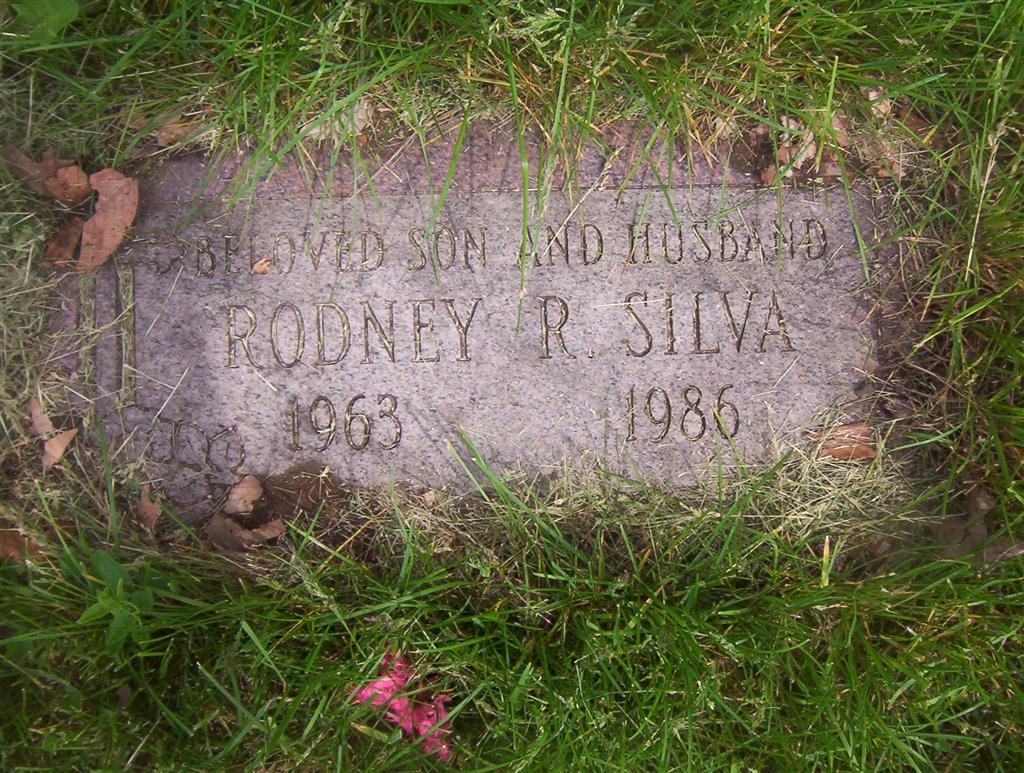 BELOVED SON AND HUSBAND
RODNEY R. SILVA
1963 1986